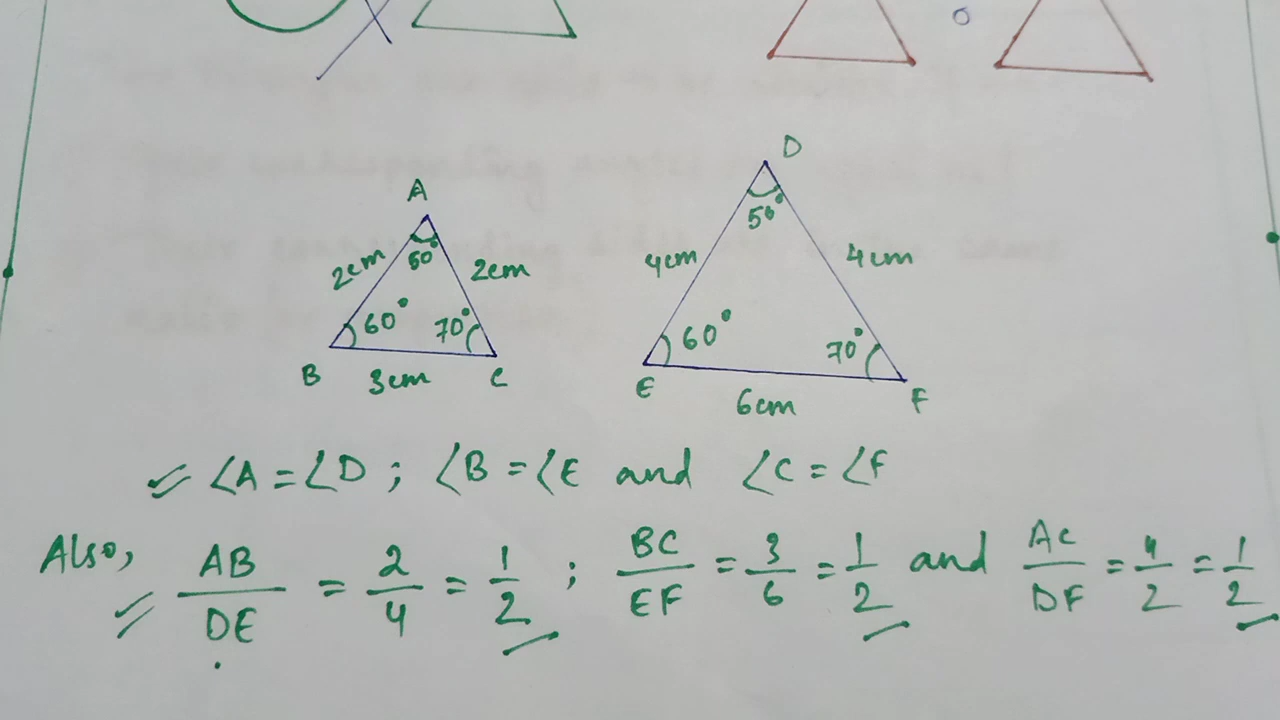 D
A
50°
50°
2cm 2cm
4cm 4cm
60° 70°
60° 70°
B 3cm C
E 6cm F
∠A = ∠D ; ∠B = ∠E and ∠C = ∠F
Also, AB/DE = 2/4 = 1/2 ; BC/EF = 3/6 = 1/2 and AC/DF = 4/2 = 1/2